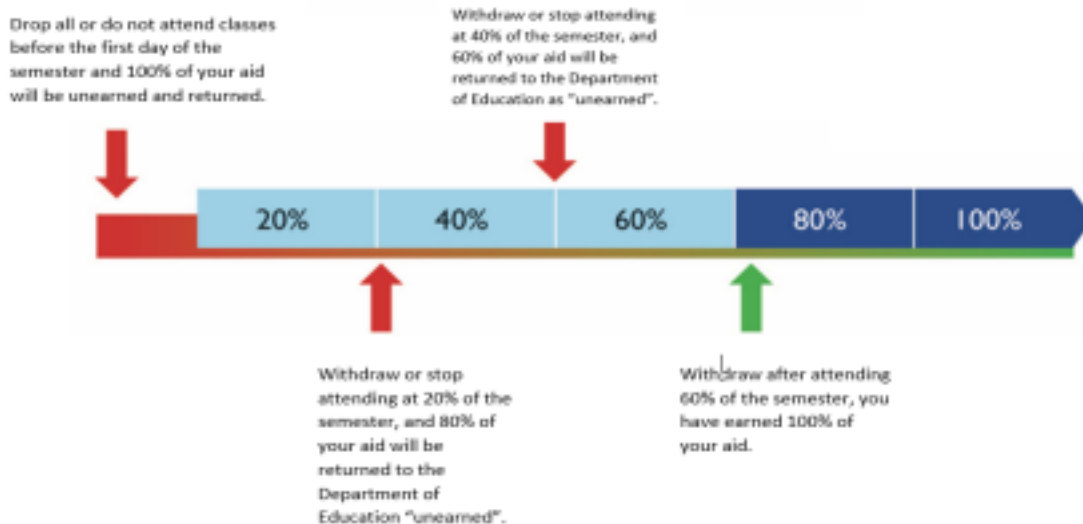 Drop all or do not attend classes
before the first day of the
semester and 100% of your aid
will be unearned and returned.
Withdraw or stop attending
at 40% of the semester, and
60% of your aid will be
returned to the Department
of Education as "unearned".
20%
40%
60%
80%
100%
Withdraw or stop
attending at 20% of the
semester, and 80% of
your aid will be
returned to the
Department of
Education "unearned".
Withdraw after attending
60% of the semester, you
have earned 100% of
your aid.